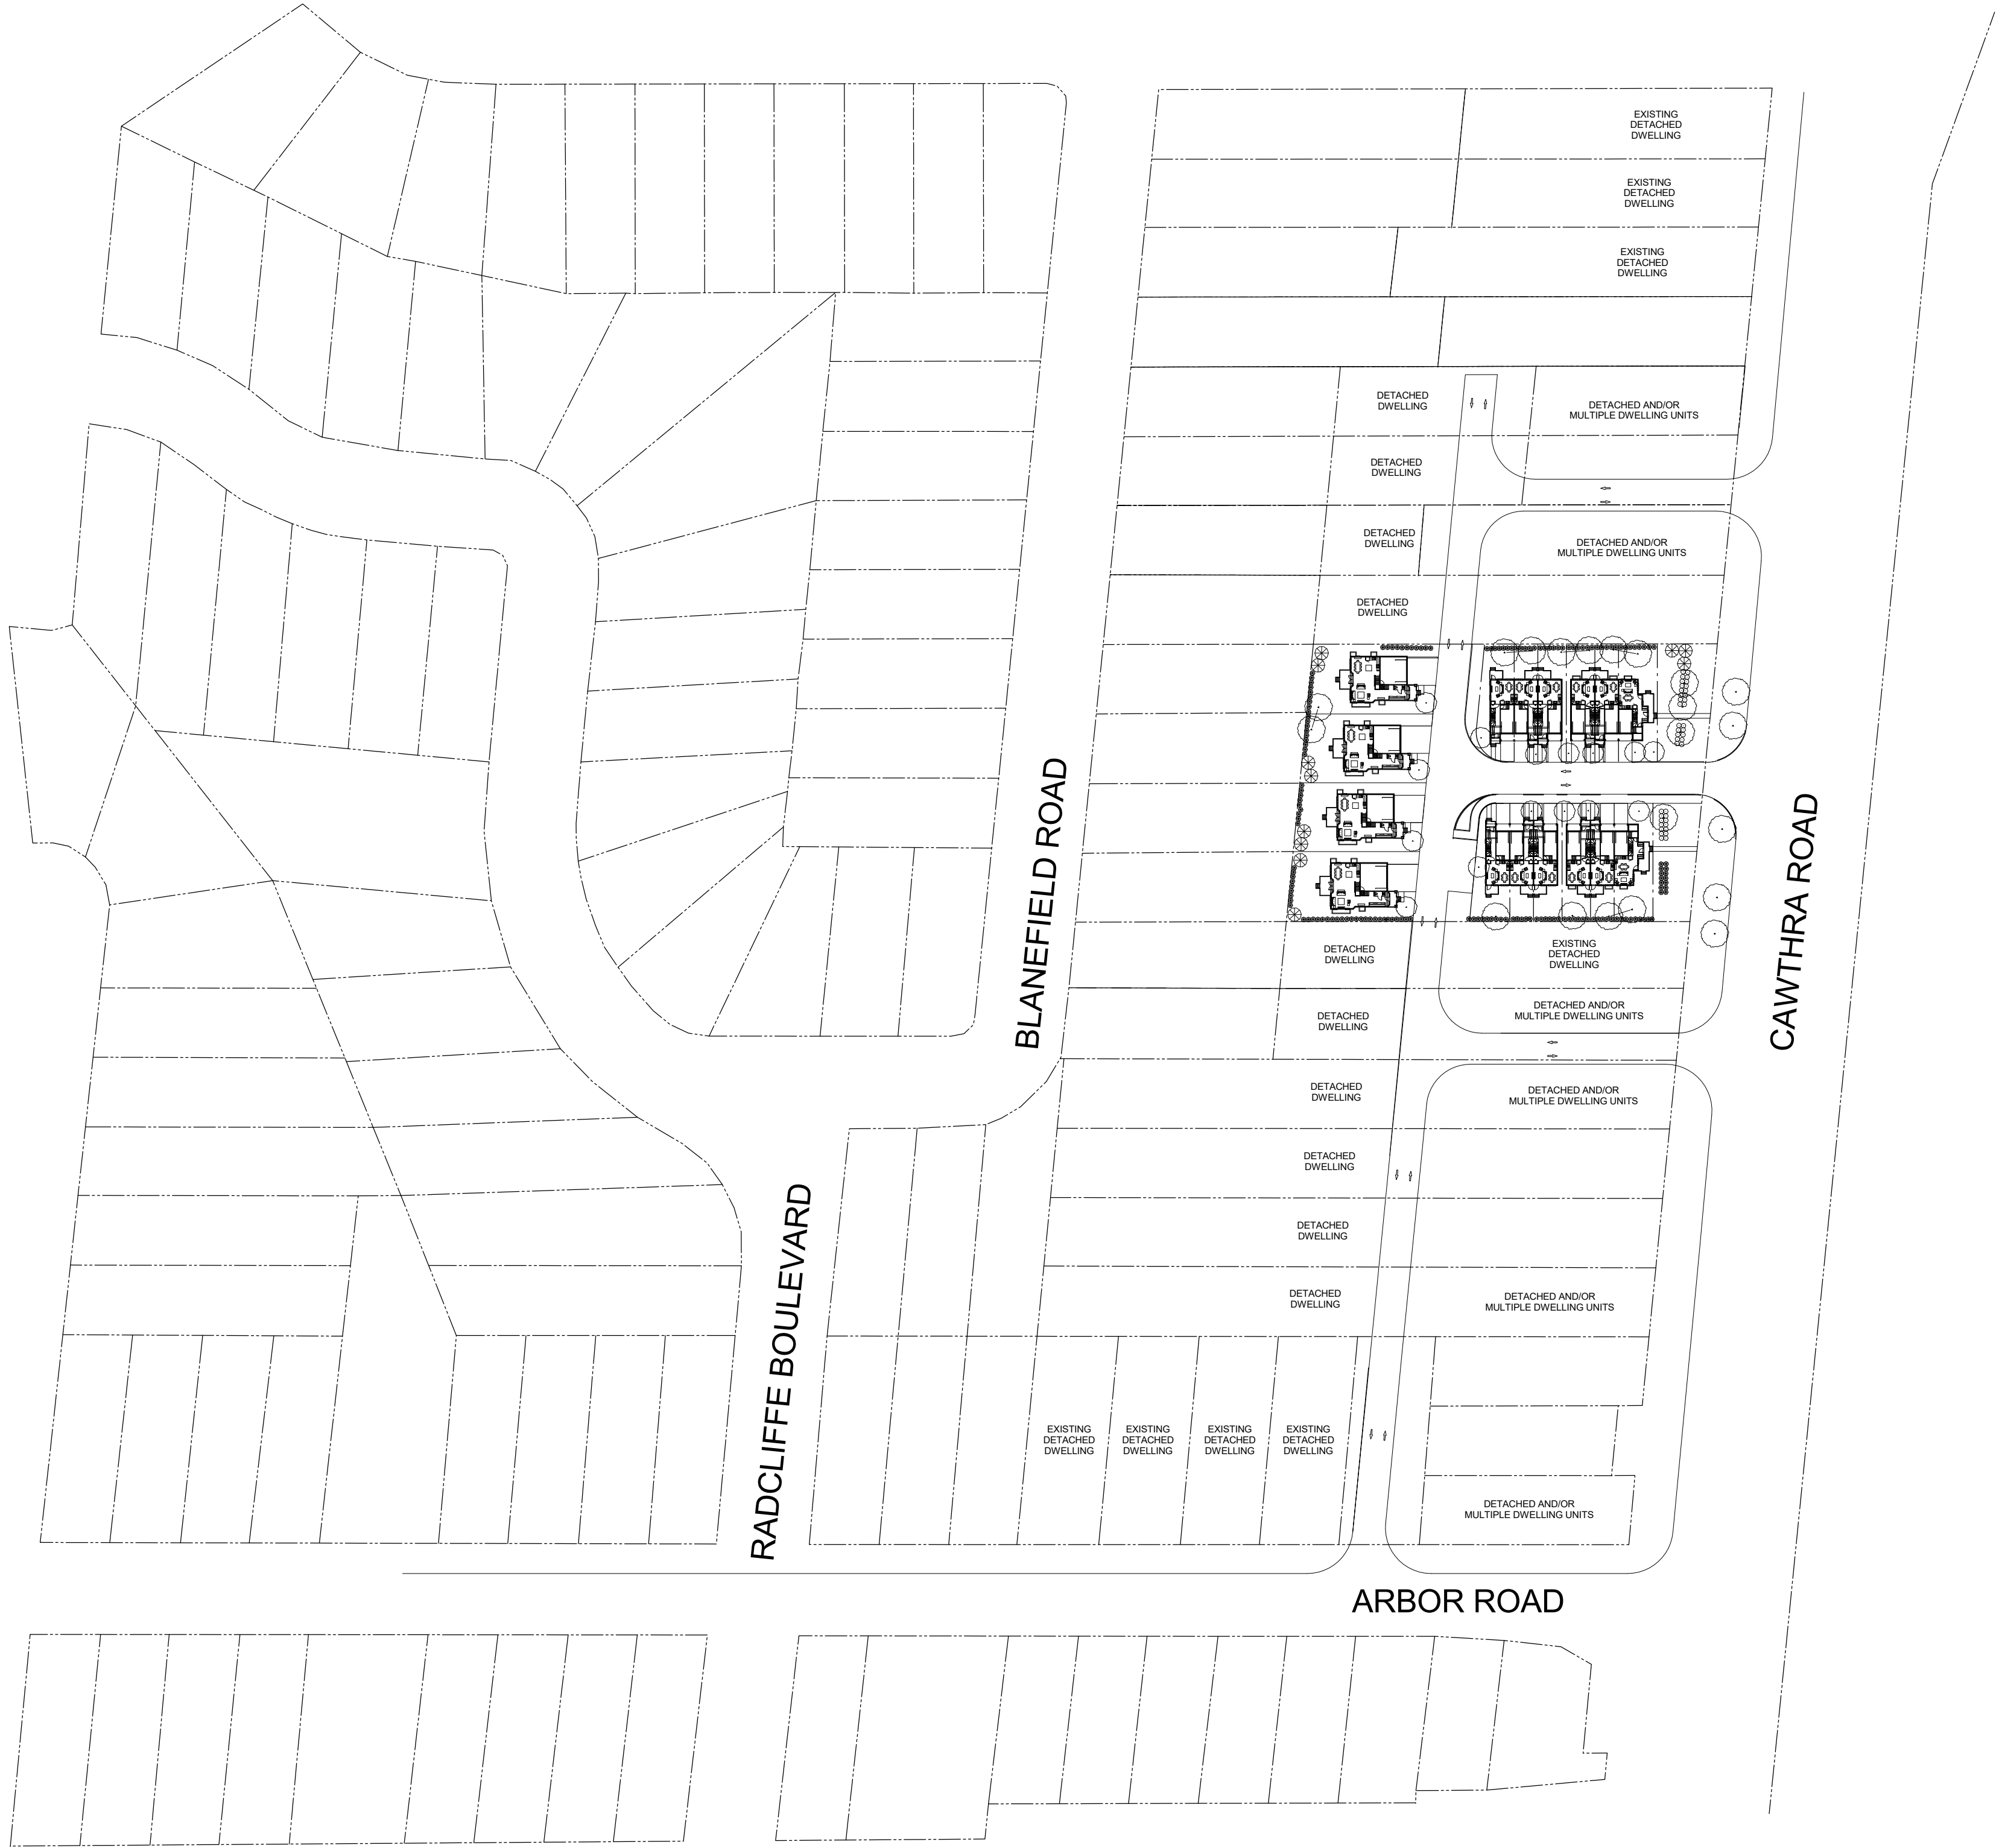 EXISTING
DETACHED
DWELLING
EXISTING
DETACHED
DWELLING
EXISTING
DETACHED
DWELLING
DETACHED
DWELLING
DETACHED AND/OR
MULTIPLE DWELLING UNITS
DETACHED
DWELLING
DETACHED
DWELLING
DETACHED AND/OR
MULTIPLE DWELLING UNITS
DETACHED
DWELLING
BLANEFIELD ROAD
CAWTHRA ROAD
DETACHED
DWELLING
EXISTING
DETACHED
DWELLING
DETACHED
DWELLING
DETACHED AND/OR
MULTIPLE DWELLING UNITS
DETACHED
DWELLING
DETACHED AND/OR
MULTIPLE DWELLING UNITS
DETACHED
DWELLING
RADCLIFFE BOULEVARD
DETACHED
DWELLING
DETACHED
DWELLING
DETACHED AND/OR
MULTIPLE DWELLING UNITS
EXISTING
DETACHED
DWELLING
EXISTING
DETACHED
DWELLING
EXISTING
DETACHED
DWELLING
EXISTING
DETACHED
DWELLING
DETACHED AND/OR
MULTIPLE DWELLING UNITS
ARBOR ROAD